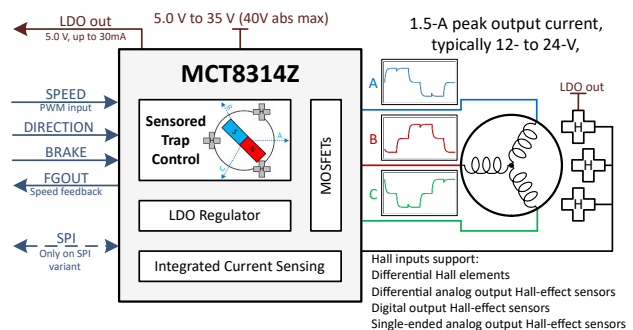 LDO out
5.0 V, up to 30mA
5.0 V to 35 V (40V abs max)
1.5-A peak output current,
typically 12- to 24-V,
MCT8314Z
SPEED
PWM input
DIRECTION
BRAKE
FGOUT
Speed feedback
SPI
Only on SPI
variant
Sensored
Trap
Control
H
H
H
A
B
C
S
N
MOSFETs
LDO Regulator
Integrated Current Sensing
A
B
C
LDO out
H
H
H
Hall inputs support:
Differential Hall elements
Differential analog output Hall-effect sensors
Digital output Hall-effect sensors
Single-ended analog output Hall-effect sensors